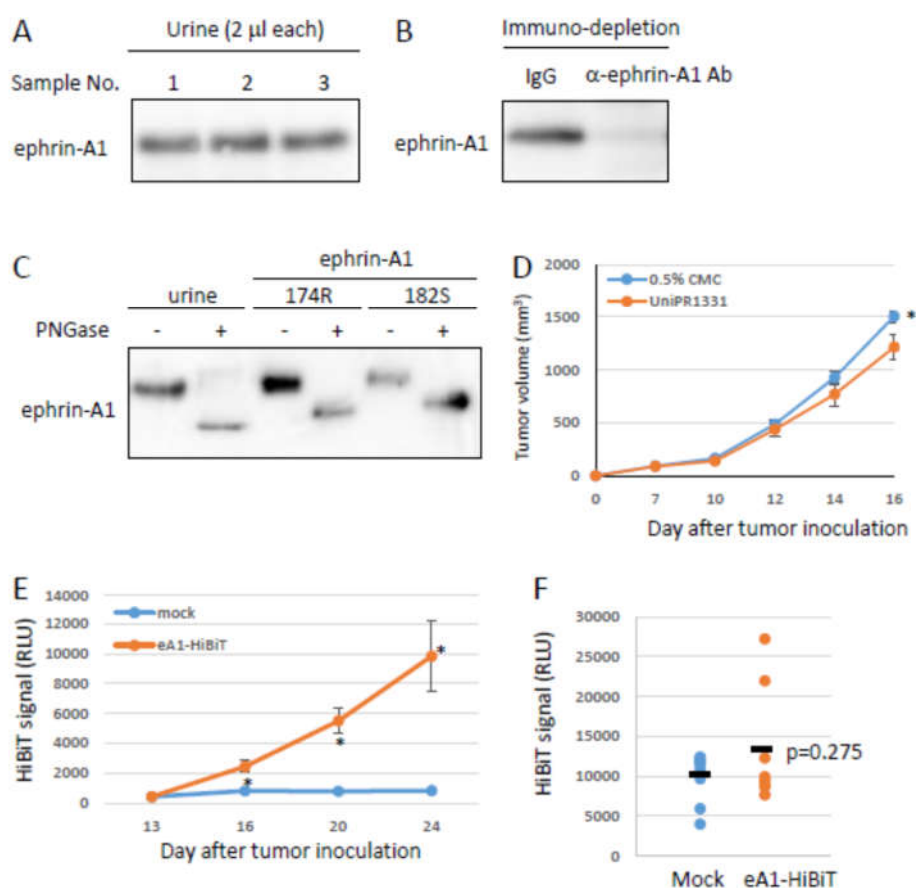 A
Urine (2 µl each)
Sample No. 1 2 3
ephrin-A1
B
Immuno-depletion
IgG α-ephrin-A1 Ab
ephrin-A1
C
ephrin-A1
urine 174R 182S
PNGase - + - + - +
ephrin-A1
D
Tumor volume (mm³)
2000
1500
1000
500
0
0.5% CMC
UniPR1331
*
0 7 10 12 14 16
Day after tumor inoculation
E
HiBiT signal (RLU)
14000
12000
10000
8000
6000
4000
2000
0
mock
eA1-HiBiT
*
*
*
13 16 20 24
Day after tumor inoculation
F
HiBiT signal (RLU)
30000
25000
20000
15000
10000
5000
0
p=0.275
Mock eA1-HiBiT